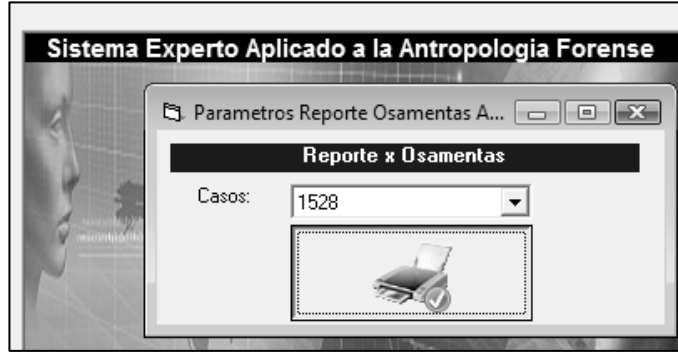 Sistema Experto Aplicado a la Antropologia Forense
Parametros Reporte Osamentas A...
Reporte x Osamentas
Casos:
1528